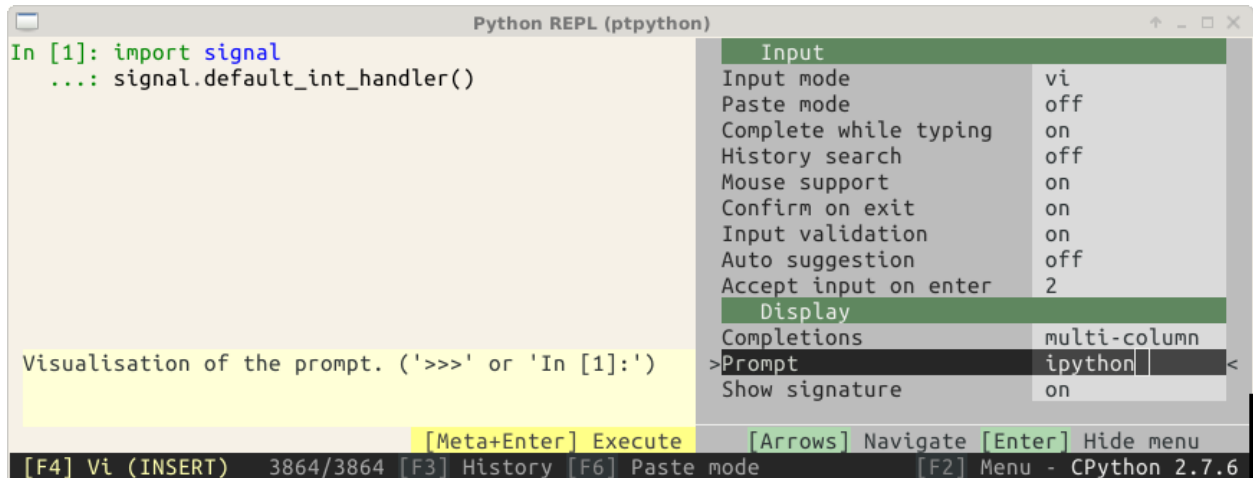 Python REPL (ptpython)
In [1]: import signal
...: signal.default_int_handler()
Input
Input mode vi
Paste mode off
Complete while typing on
History search off
Mouse support on
Confirm on exit on
Input validation on
Auto suggestion off
Accept input on enter 2
Display
Completions multi-column
>Prompt ipython <
Show signature on
Visualisation of the prompt. ('>>>' or 'In [1]:')
[Meta+Enter] Execute
[Arrows] Navigate [Enter] Hide menu
[F4] Vi (INSERT) 3864/3864 [F3] History [F6] Paste mode [F2] Menu - CPython 2.7.6